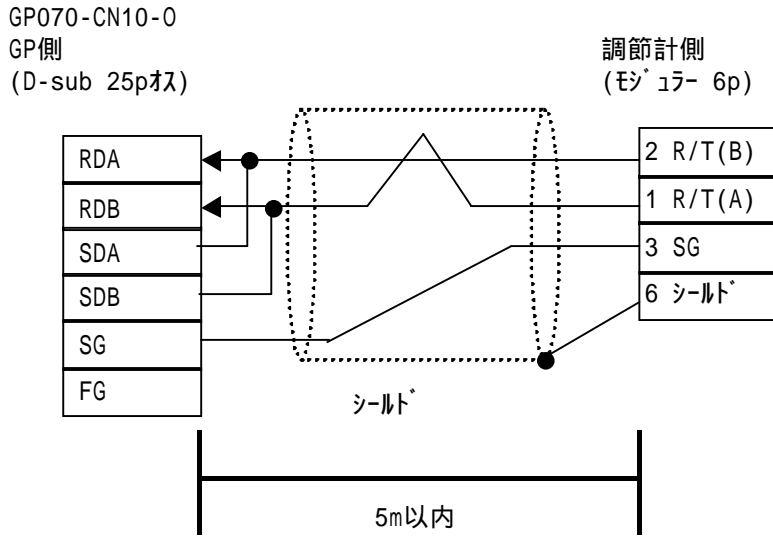 GP070-CN10-0
GP側
(D-sub 25pｵｽ)
調節計側
(ﾓｼﾞｭﾗｰ 6p)
RDA
RDB
SDA
SDB
SG
FG
2 R/T(B)
1 R/T(A)
3 SG
6 ｼｰﾙﾄﾞ
ｼｰﾙﾄﾞ
5m以内